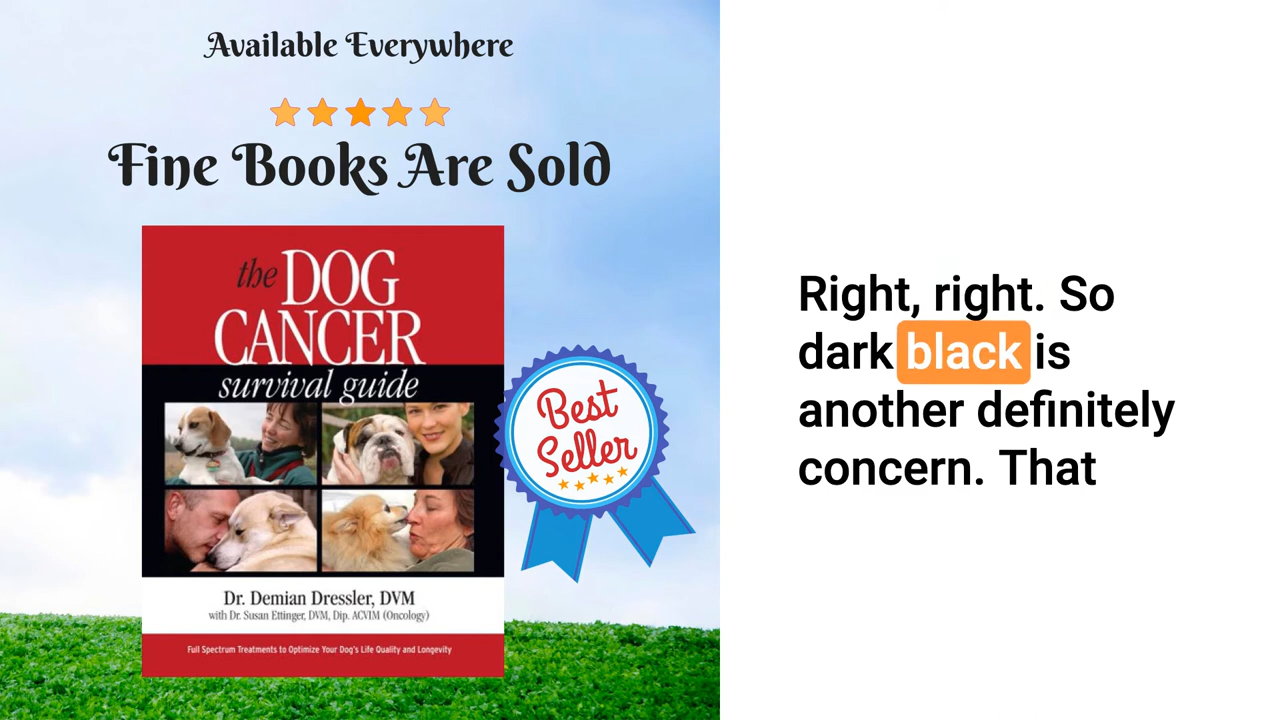 Available Everywhere
Fine Books Are Sold
the DOG
CANCER
survival guide
Best
Seller
Dr. Demian Dressler, DVM
with Dr. Susan Ettinger, DVM, Dip. ACVIM (Oncology)
Full Spectrum Treatments to Optimize Your Dog's Life Quality and Longevity
Right, right. So
dark black is
another definitely
concern. That